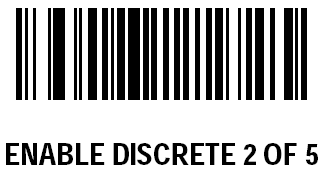 ENABLE DISCRETE 2 OF 5